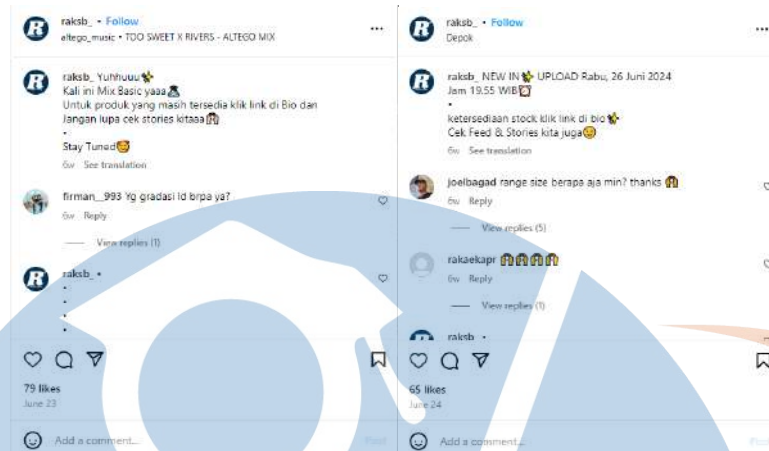 raksb_ • Follow
altego_music • TOO SWEET X RIVERS - ALTEGO MIX
raksb_ Yuhhuuu
Kali ini Mix Basic yaaa
Untuk produk yang masih tersedia klik link di Bio dan
Jangan lupa cek stories kitaaa
•
Stay Tuned
6w See translation
firman__993 Yg gradasi ld brpa ya?
6w Reply
View replies (1)
raksb_ •
•
•
•
79 likes
June 23
Add a comment...
Post
raksb_ • Follow
Depok
raksb_ NEW IN UPLOAD Rabu, 26 Juni 2024
Jam 19.55 WIB
•
ketersediaan stock klik link di bio
Cek Feed & Stories kita juga
6w See translation
joelbagad range size berapa aja min? thanks
6w Reply
View replies (5)
rakaekapr
6w Reply
View replies (1)
raksb_ •
65 likes
June 24
Add a comment...
Post